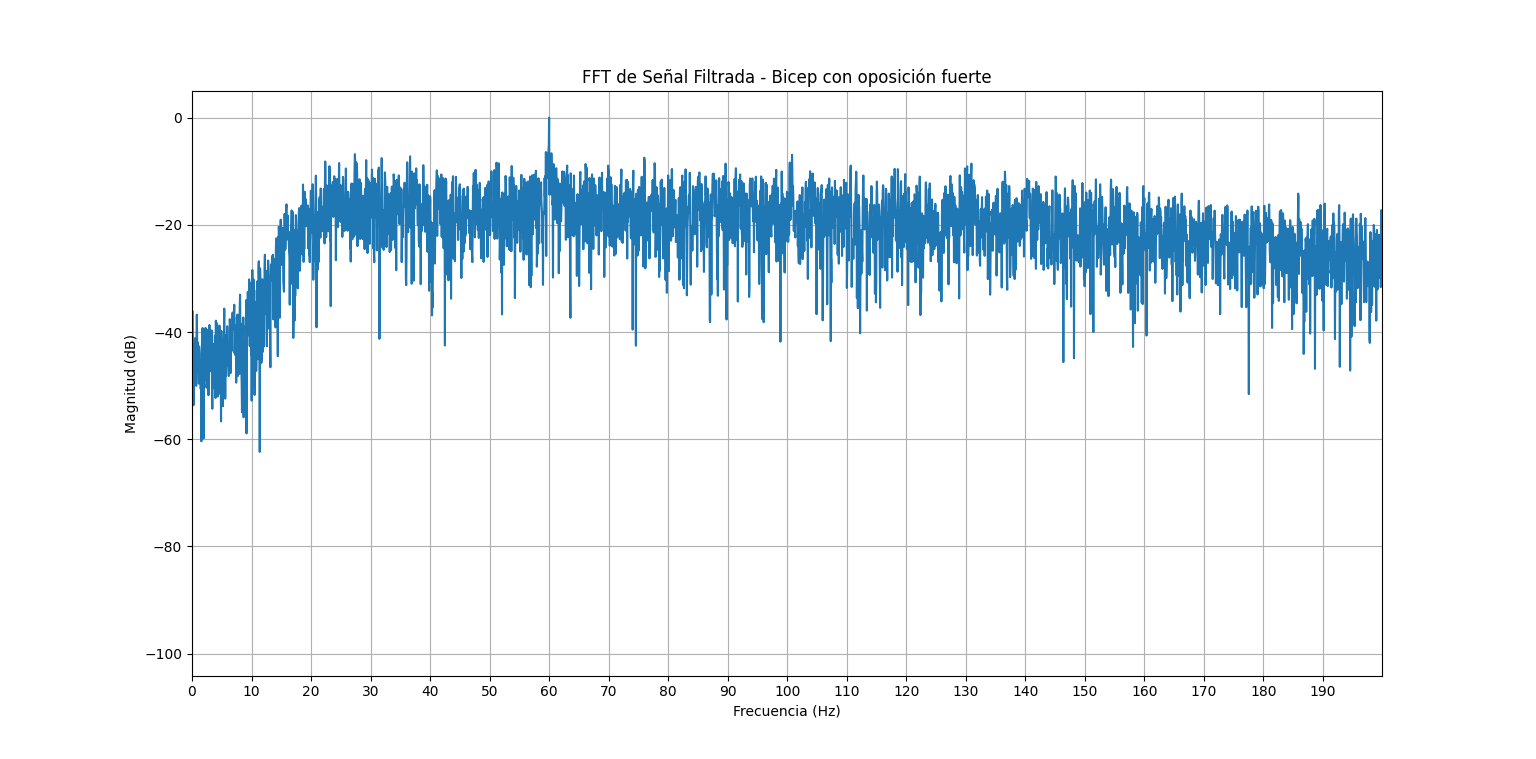 FFT de Señal Filtrada - Bicep con oposición fuerte
0
−20
−40
−60
−80
−100
Magnitud (dB)
0 10 20 30 40 50 60 70 80 90 100 110 120 130 140 150 160 170 180 190
Frecuencia (Hz)